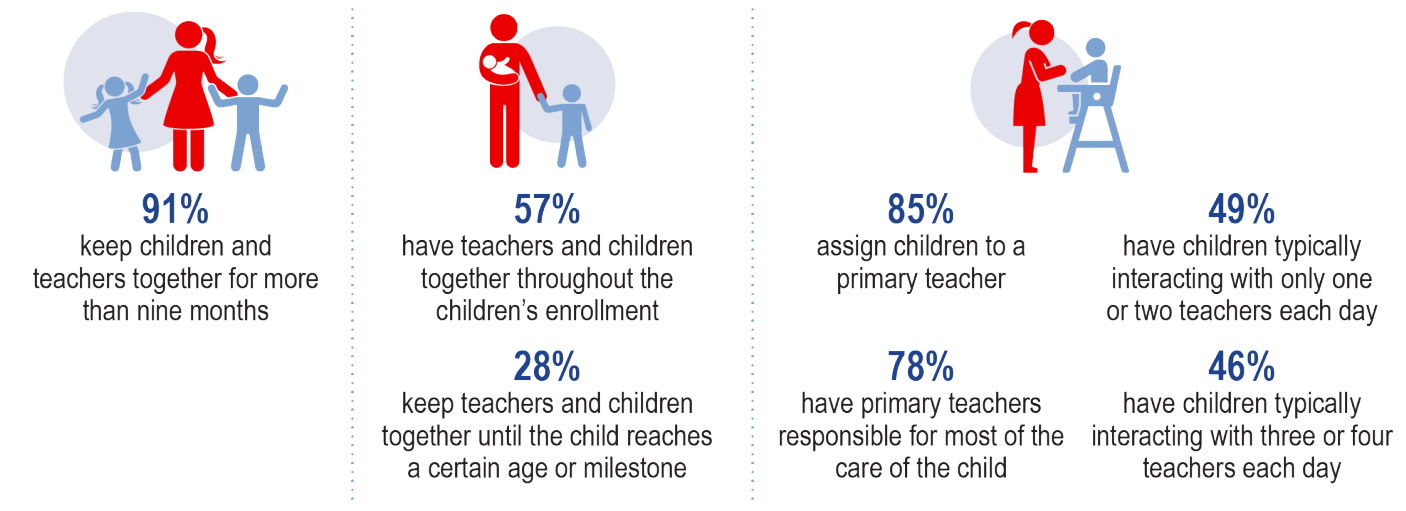 91%
keep children and
teachers together for more
than nine months
57%
have teachers and children
together throughout the
children’s enrollment
28%
keep teachers and children
together until the child reaches
a certain age or milestone
85%
assign children to a
primary teacher
78%
have primary teachers
responsible for most of the
care of the child
49%
have children typically
interacting with only one
or two teachers each day
46%
have children typically
interacting with three or four
teachers each day